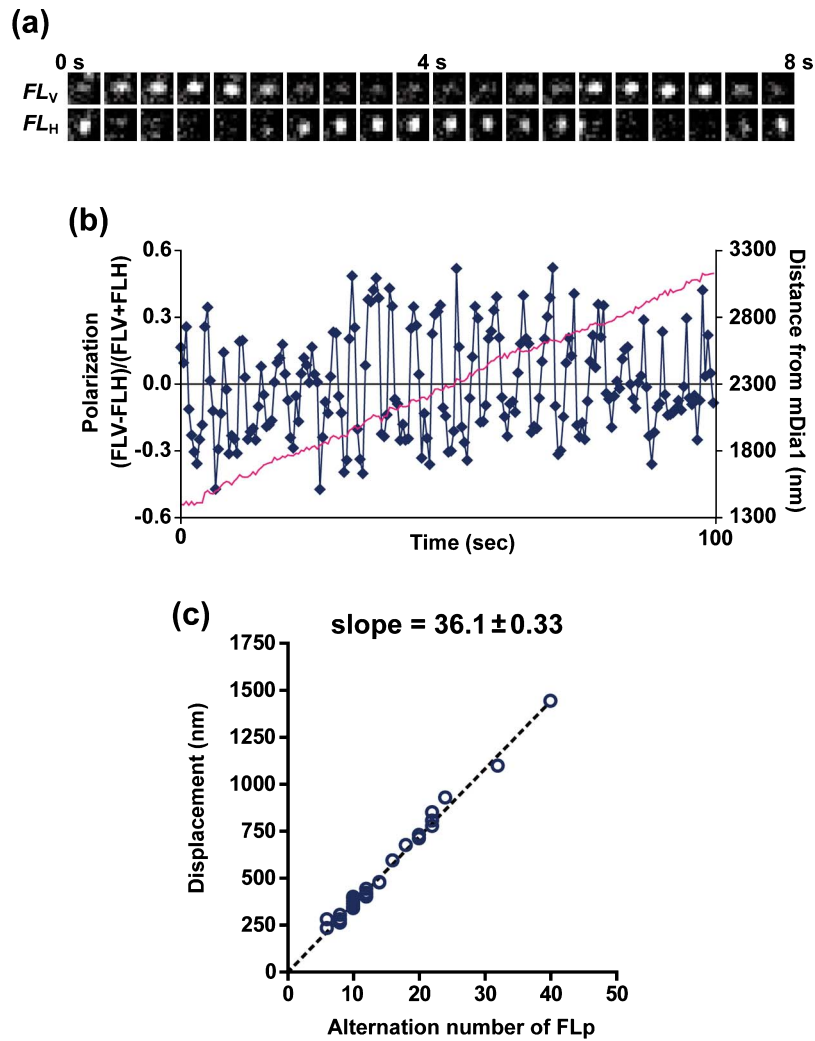 (a)
0 s 4 s 8 s
FLV
FLH
(b)
Polarization
(FLV-FLH)/(FLV+FLH)
0.6
0.3
0.0
-0.3
-0.6
3300
2800
2300
1800
1300
Distance from mDia1 (nm)
0 100
Time (sec)
(c)
slope = 36.1±0.33
Displacement (nm)
1750
1500
1250
1000
750
500
250
0
0 10 20 30 40 50
Alternation number of FLp